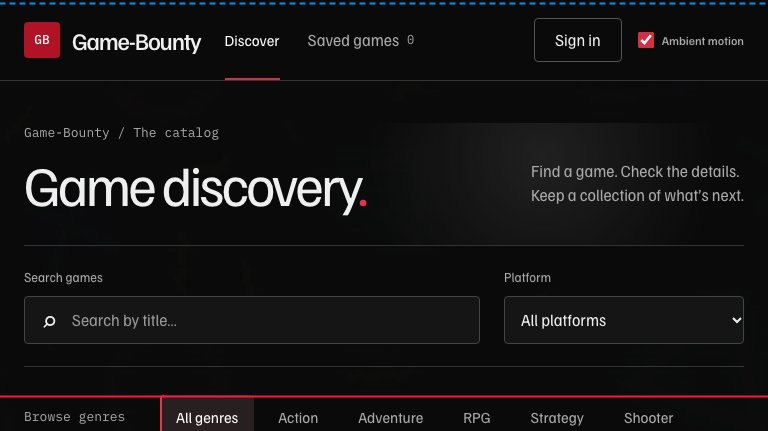 GB Game-Bounty Discover Saved games 0 Sign in Ambient motion
Game-Bounty / The catalog
Game discovery.
Find a game. Check the details.
Keep a collection of what's next.
Search games
Search by title...
Platform
All platforms
Browse genres All genres Action Adventure RPG Strategy Shooter